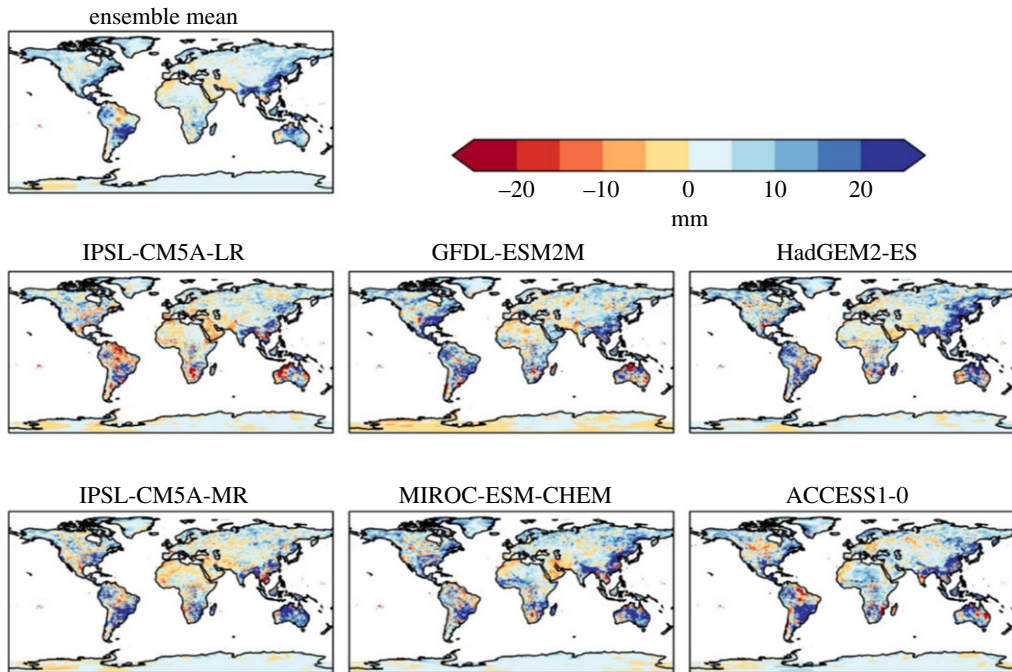 ensemble mean
−20 −10 0 10 20
mm
IPSL-CM5A-LR GFDL-ESM2M HadGEM2-ES
IPSL-CM5A-MR MIROC-ESM-CHEM ACCESS1-0